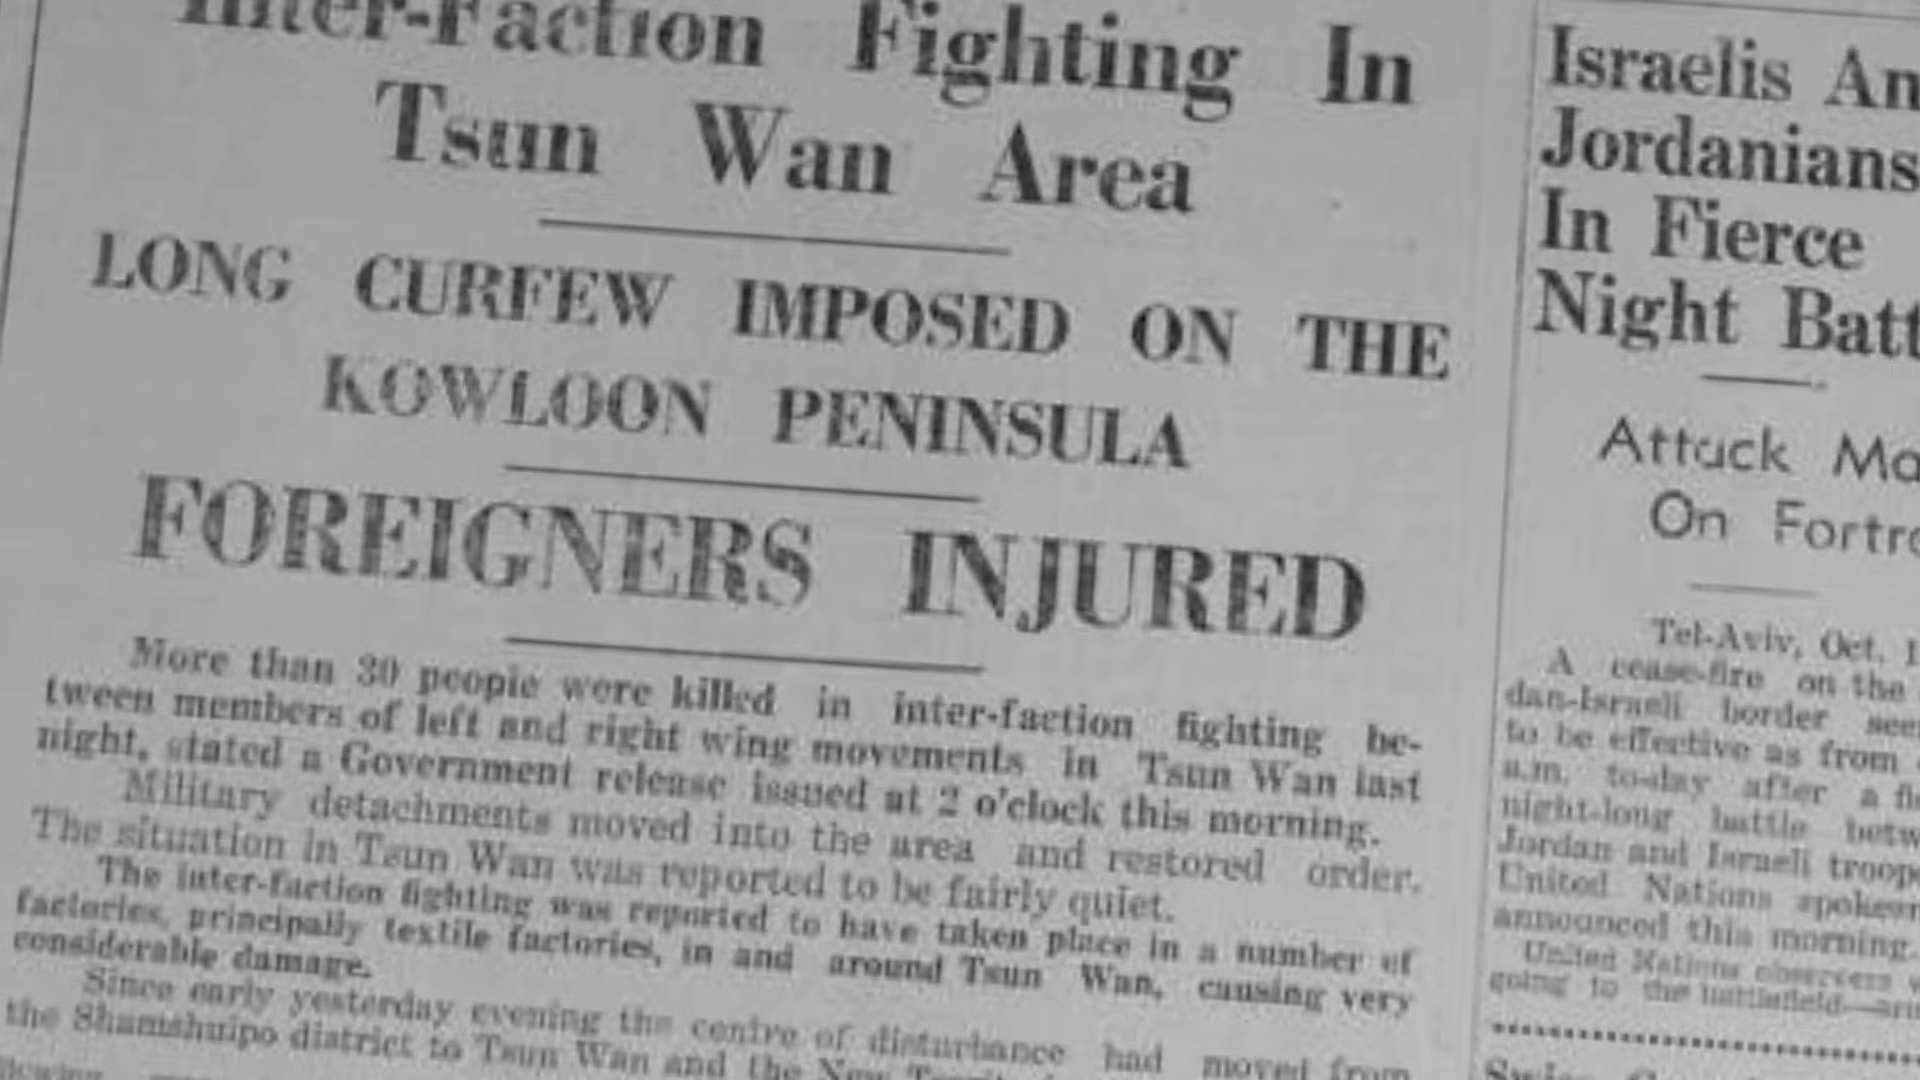 Inter-Faction Fighting In
Tsun Wan Area
LONG CURFEW IMPOSED ON THE
KOWLOON PENINSULA
FOREIGNERS INJURED
More than 30 people were killed in inter-faction fighting be-
tween members of left and right wing movements in Tsun Wan last
night, stated a Government release issued at 2 o'clock this morning.
Military detachments moved into the area and restored order.
The situation in Tsun Wan was reported to be fairly quiet.
The inter-faction fighting was reported to have taken place in a number of
factories, principally textile factories, in and around Tsun Wan, causing very
considerable damage.
Since early yesterday evening the centre of disturbance had moved from
the Shamshuipo district to Tsun Wan and the New
Israelis An
Jordanians
In Fierce
Night Batt
Attack Ma
On Fortr
Tel-Aviv, Oct. 1
A cease-fire on the
dan-Israeli border see
to be effective as from
a.m. to-day after a fi
night-long battle betw
Jordan and Israeli troop
United Nations spokesm
announced this morning.
United Nations observers
going to the battlefield—